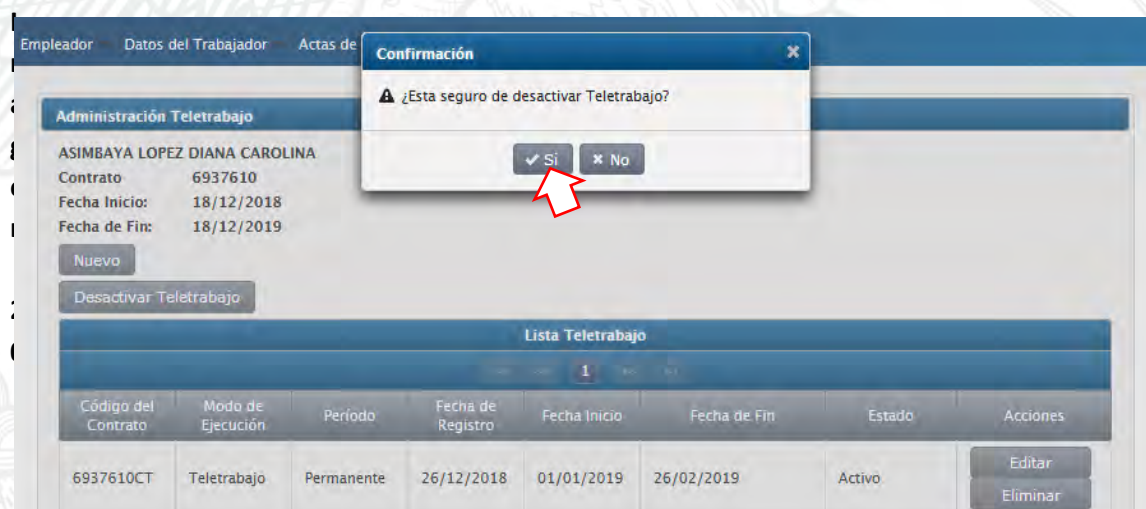 Empleador Datos del Trabajador Actas de
Confirmación
¿Esta seguro de desactivar Teletrabajo?
Si No
Administración Teletrabajo
ASIMBAYA LOPEZ DIANA CAROLINA
Contrato 6937610
Fecha Inicio: 18/12/2018
Fecha de Fin: 18/12/2019
Nuevo
Desactivar Teletrabajo
Lista Teletrabajo
1
Código del Contrato Modo de Ejecución Período Fecha de Registro Fecha Inicio Fecha de Fin Estado Acciones
6937610CT Teletrabajo Permanente 26/12/2018 01/01/2019 26/02/2019 Activo Editar
Eliminar